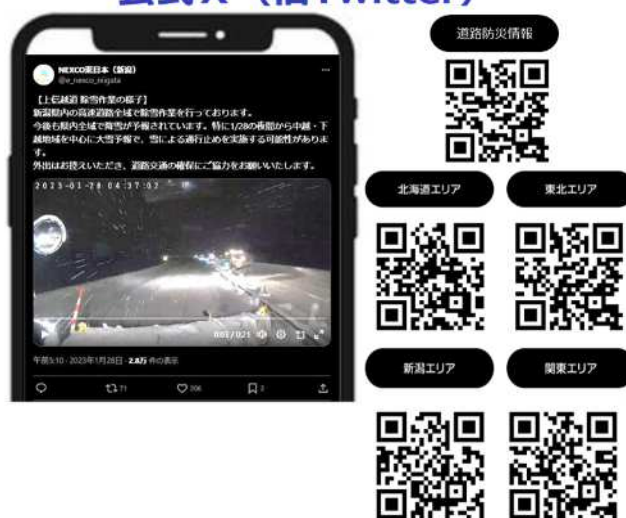 公式X（旧Twitter）
道路防災情報
NEXCO東日本（新潟）
@e_nexco_niigata
【上信越道 除雪作業の様子】
新潟県内の高速道路全域で除雪作業を行っております。
今後も県内全域で降雪が予報されています。特に1/28の夜間から中越・下
越地域を中心に大雪予報で、雪による通行止めを実施する可能性がありま
す。
外出はお控えいただき、道路交通の確保にご協力をお願いいたします。
2023-01-28 04:37:02
001/021
午前5:10 · 2023年1月28日 · 2.8万 件の表示
71
2
北海道エリア
東北エリア
新潟エリア
関東エリア